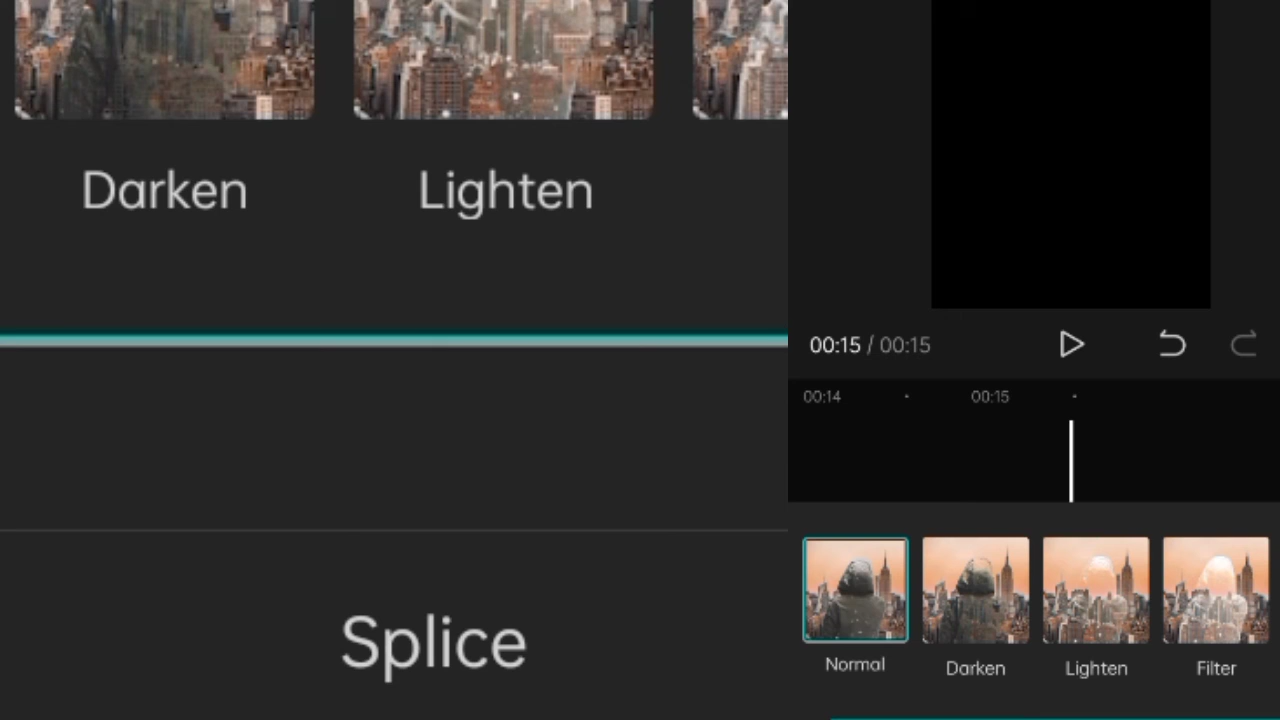 Darken
Lighten
Splice
00:15 / 00:15
00:14
00:15
Normal
Darken
Lighten
Filter